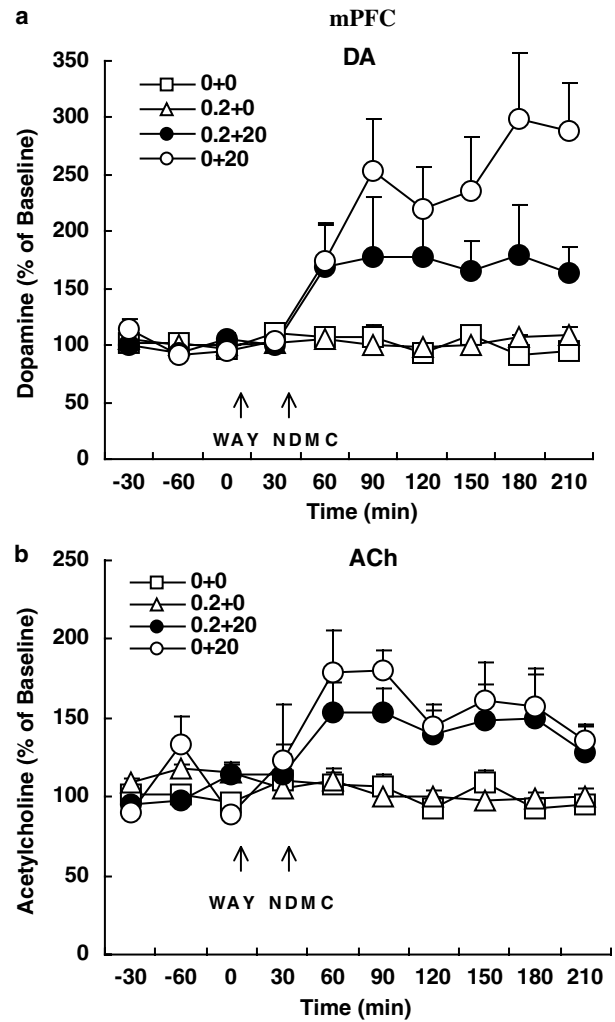 a
mPFC
DA
350
300
250
200
150
100
50
0
Dopamine (% of Baseline)
0+0
0.2+0
0.2+20
0+20
WAY NDMC
-30 -60 0 30 60 90 120 150 180 210
Time (min)
b
ACh
250
200
150
100
50
0
Acetylcholine (% of Baseline)
0+0
0.2+0
0.2+20
0+20
WAY NDMC
-30 -60 0 30 60 90 120 150 180 210
Time (min)